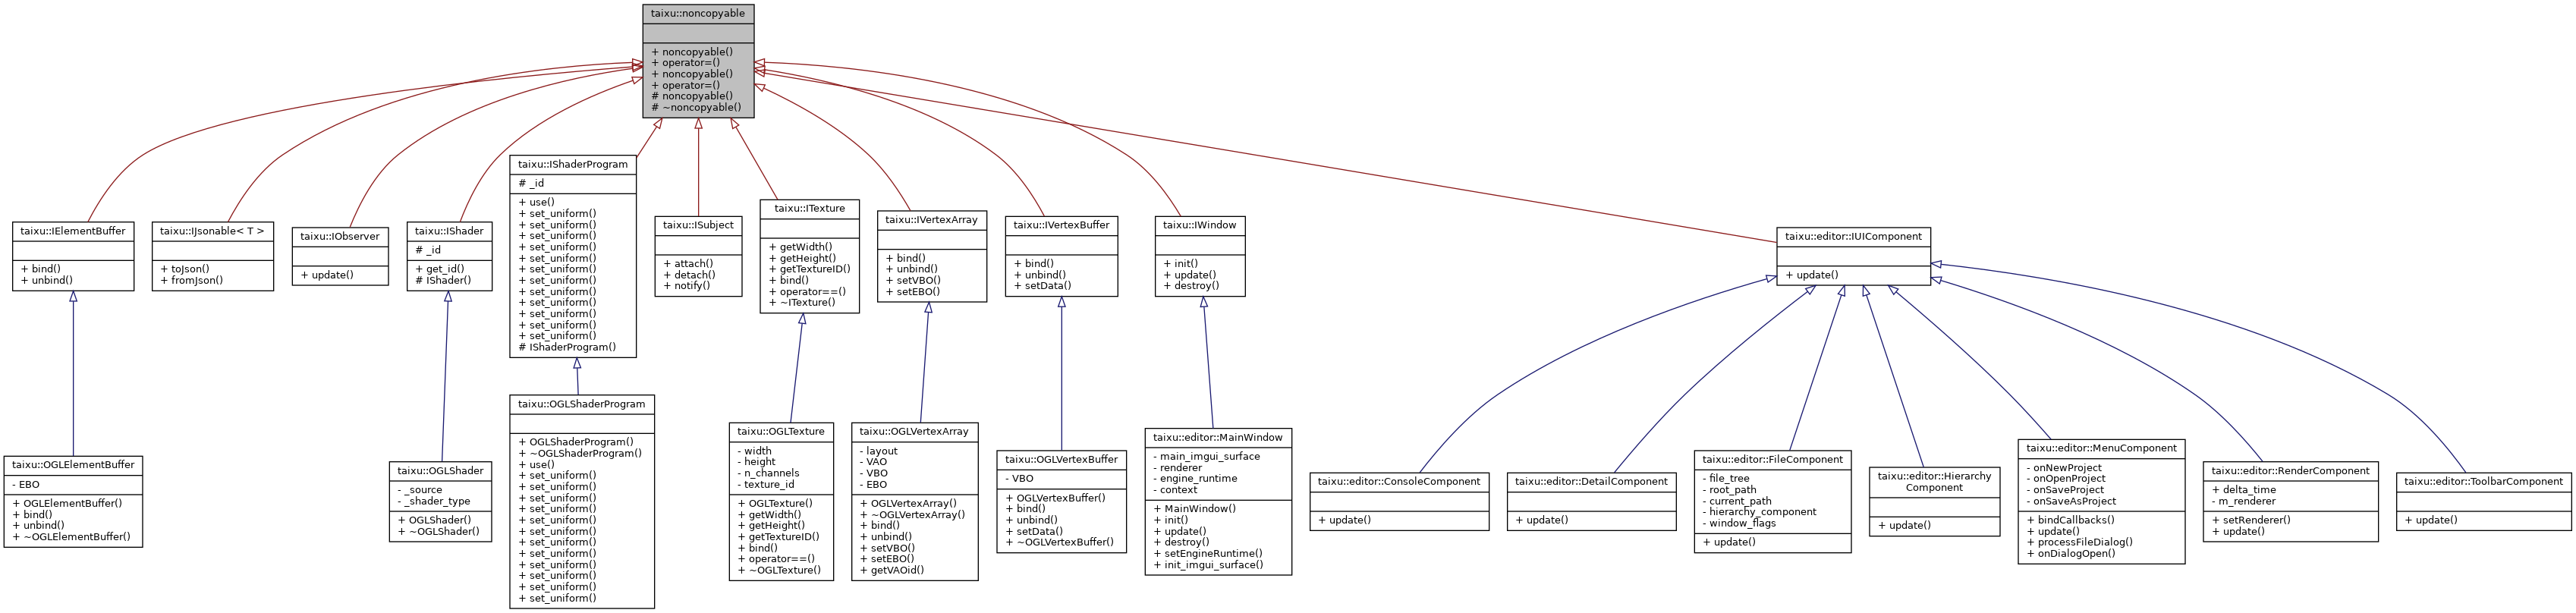 taixu::noncopyable
+ noncopyable()
+ operator=()
+ noncopyable()
+ operator=()
# noncopyable()
# ~noncopyable()
taixu::IElementBuffer
+ bind()
+ unbind()
taixu::IJsonable< T >
+ toJson()
+ fromJson()
taixu::IObserver
+ update()
taixu::IShader
# _id
+ get_id()
# IShader()
taixu::IShaderProgram
# _id
+ use()
+ set_uniform()
+ set_uniform()
+ set_uniform()
+ set_uniform()
+ set_uniform()
+ set_uniform()
+ set_uniform()
+ set_uniform()
+ set_uniform()
+ set_uniform()
+ set_uniform()
+ set_uniform()
# IShaderProgram()
taixu::ISubject
+ attach()
+ detach()
+ notify()
taixu::ITexture
+ getWidth()
+ getHeight()
+ getTextureID()
+ bind()
+ operator==()
+ ~ITexture()
taixu::IVertexArray
+ bind()
+ unbind()
+ setVBO()
+ setEBO()
taixu::IVertexBuffer
+ bind()
+ unbind()
+ setData()
taixu::IWindow
+ init()
+ update()
+ destroy()
taixu::editor::IUIComponent
+ update()
taixu::OGLElementBuffer
- EBO
+ OGLElementBuffer()
+ bind()
+ unbind()
+ ~OGLElementBuffer()
taixu::OGLShader
- _source
- _shader_type
+ OGLShader()
+ ~OGLShader()
taixu::OGLShaderProgram
+ OGLShaderProgram()
+ ~OGLShaderProgram()
+ use()
+ set_uniform()
+ set_uniform()
+ set_uniform()
+ set_uniform()
+ set_uniform()
+ set_uniform()
+ set_uniform()
+ set_uniform()
+ set_uniform()
+ set_uniform()
+ set_uniform()
+ set_uniform()
taixu::OGLTexture
- width
- height
- n_channels
- texture_id
+ OGLTexture()
+ getWidth()
+ getHeight()
+ getTextureID()
+ bind()
+ operator==()
+ ~OGLTexture()
taixu::OGLVertexArray
- layout
- VAO
- VBO
- EBO
+ OGLVertexArray()
+ ~OGLVertexArray()
+ bind()
+ unbind()
+ setVBO()
+ setEBO()
+ getVAOid()
taixu::OGLVertexBuffer
- VBO
+ OGLVertexBuffer()
+ bind()
+ unbind()
+ setData()
+ ~OGLVertexBuffer()
taixu::editor::MainWindow
- main_imgui_surface
- renderer
- engine_runtime
- context
+ MainWindow()
+ init()
+ update()
+ destroy()
+ setEngineRuntime()
+ init_imgui_surface()
taixu::editor::ConsoleComponent
+ update()
taixu::editor::DetailComponent
+ update()
taixu::editor::FileComponent
- file_tree
- root_path
- current_path
- hierarchy_component
- window_flags
+ update()
taixu::editor::Hierarchy
Component
+ update()
taixu::editor::MenuComponent
- onNewProject
- onOpenProject
- onSaveProject
- onSaveAsProject
+ bindCallbacks()
+ update()
+ processFileDialog()
+ onDialogOpen()
taixu::editor::RenderComponent
+ delta_time
- m_renderer
+ setRenderer()
+ update()
taixu::editor::ToolbarComponent
+ update()